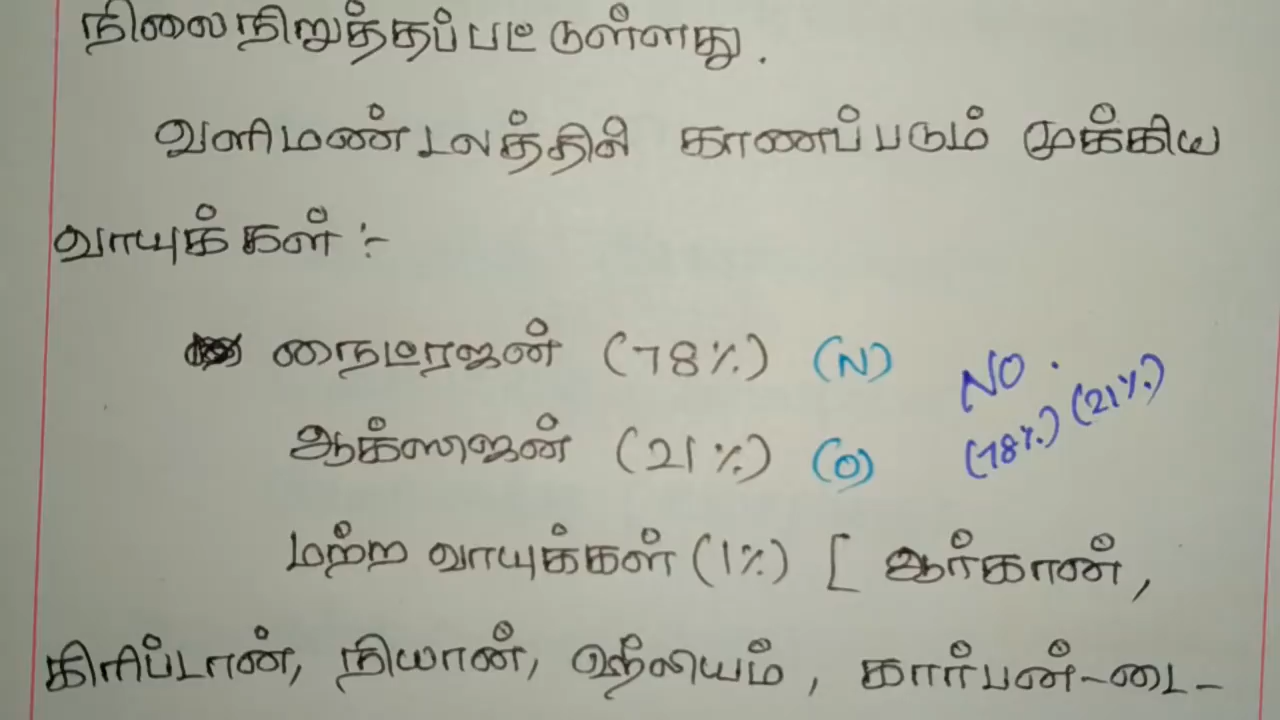 நிலைநிறுத்தப்பட்டுள்ளது.
வளிமண்டலத்தில் காணப்படும் முக்கிய
வாயுக்கள் :-
நைட்ரஜன் (78%) (N) NO.
(78%) (21%)
ஆக்ஸிஜன் (21%) (O)
மற்ற வாயுக்கள் (1%) [ ஆர்கான்,
கிரிப்டான், நியான், ஹீலியம், கார்பன்-டை-